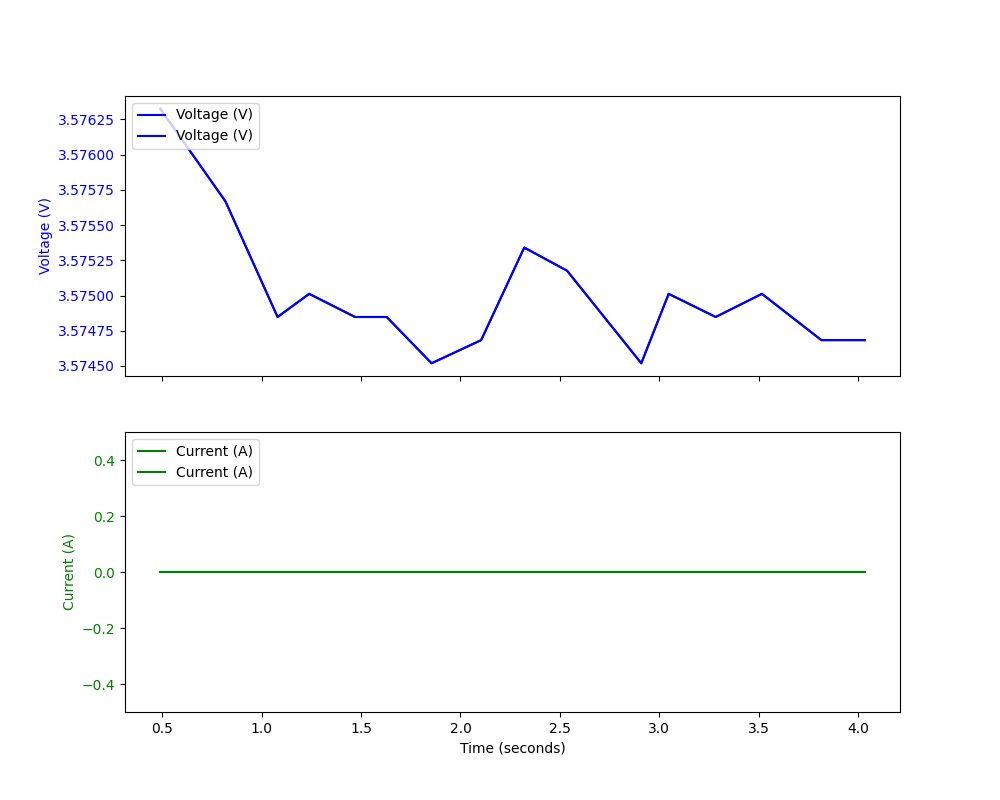 Voltage (V)
Voltage (V)
3.57625
3.57600
3.57575
3.57550
3.57525
3.57500
3.57475
3.57450
Voltage (V)
Current (A)
Current (A)
0.4
0.2
0.0
−0.2
−0.4
Current (A)
0.5 1.0 1.5 2.0 2.5 3.0 3.5 4.0
Time (seconds)